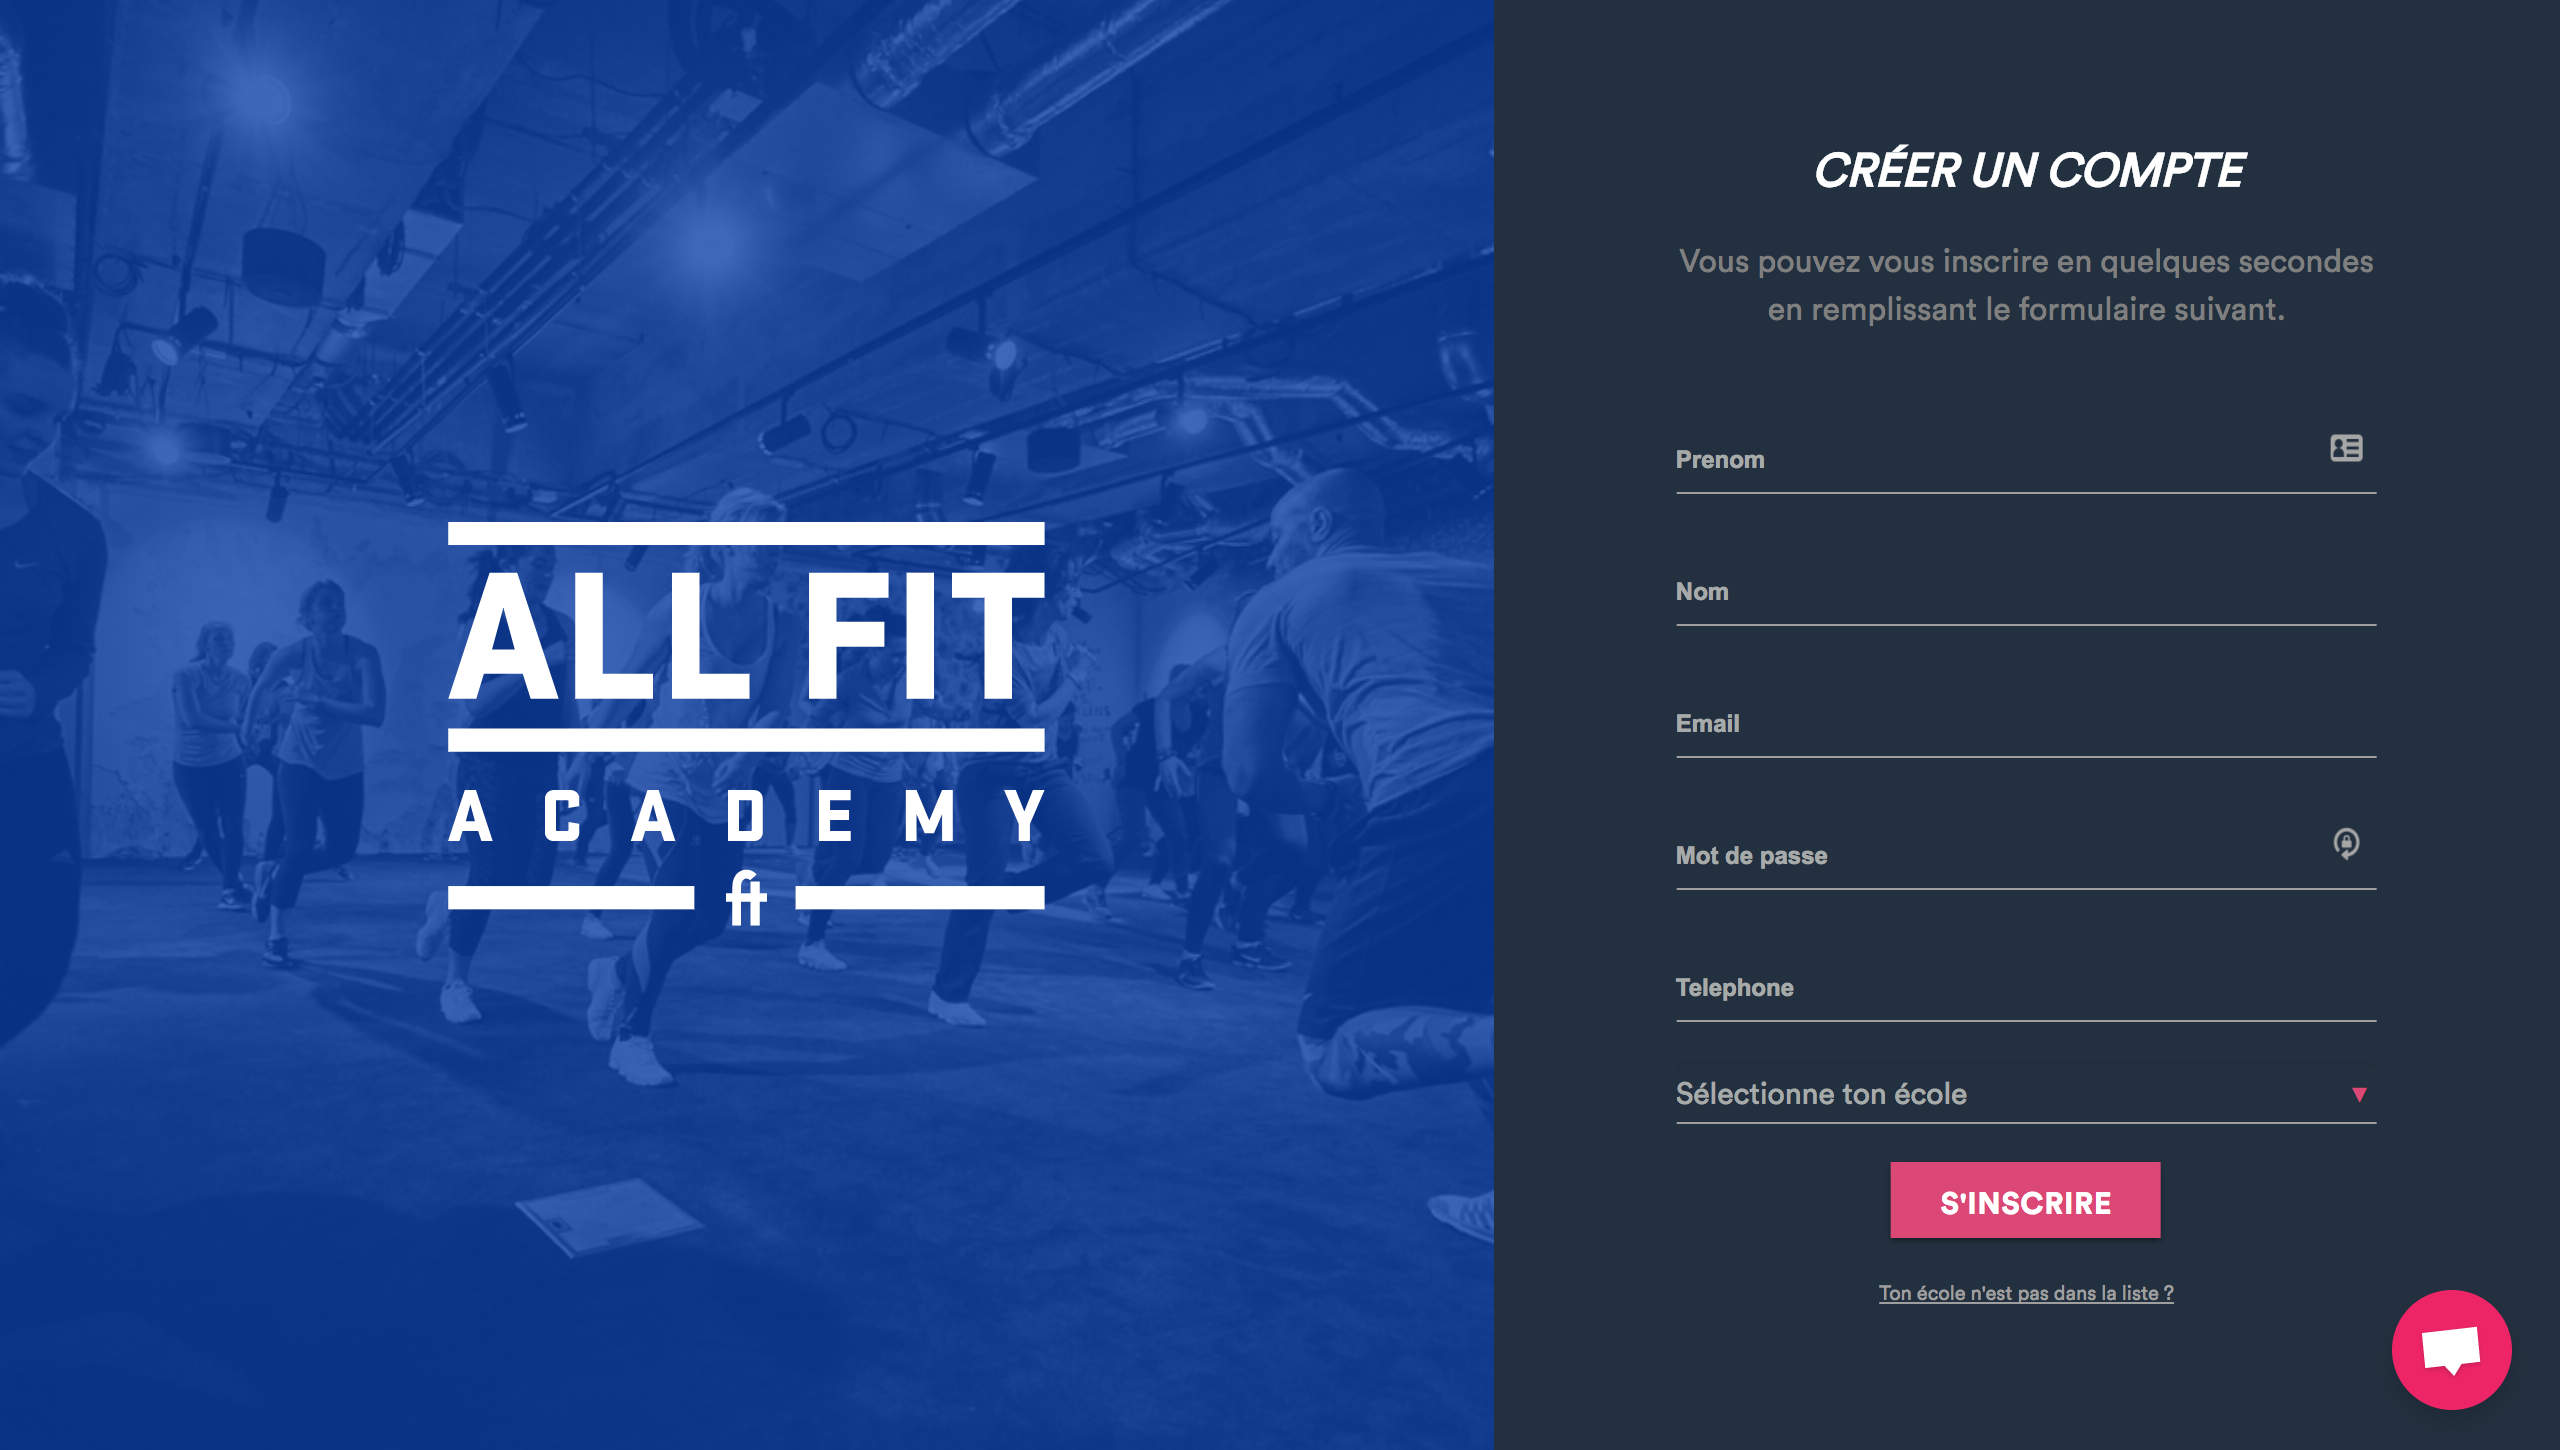 ALL FIT
ACADEMY
fit
CRÉER UN COMPTE
Vous pouvez vous inscrire en quelques secondes
en remplissant le formulaire suivant.
Prenom
Nom
Email
Mot de passe
Telephone
Sélectionne ton école
S'INSCRIRE
Ton école n'est pas dans la liste ?